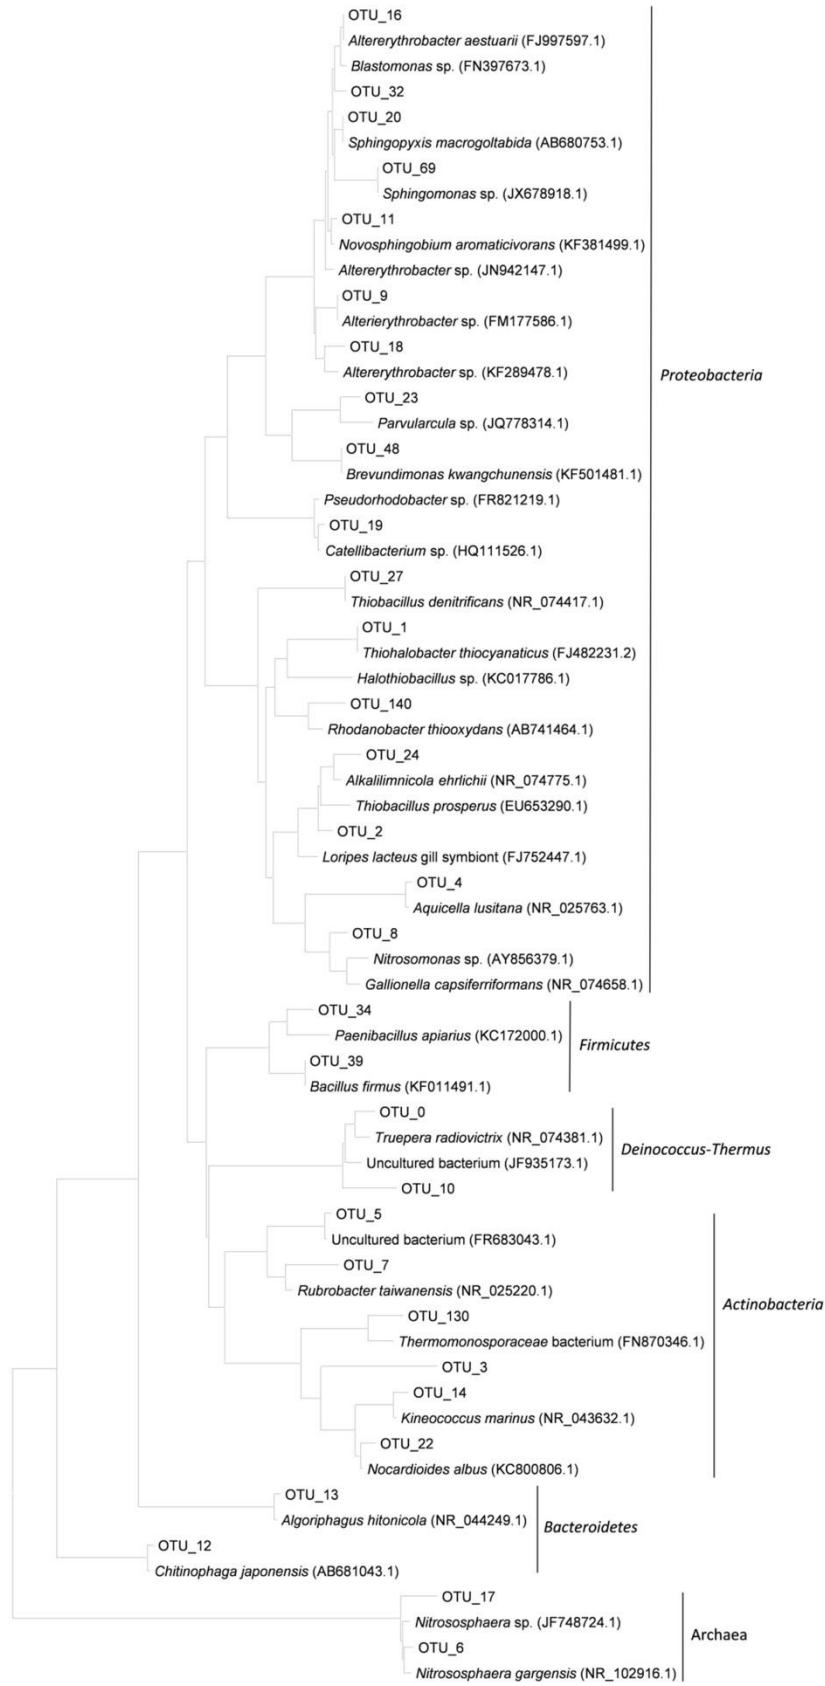 OTU_16
Altererythrobacter aestuarii (FJ997597.1)
Blastomonas sp. (FN397673.1)
OTU_32
OTU_20
Sphingopyxis macrogoltabida (AB680753.1)
OTU_69
Sphingomonas sp. (JX678918.1)
OTU_11
Novosphingobium aromaticivorans (KF381499.1)
Altererythrobacter sp. (JN942147.1)
OTU_9
Alterierythrobacter sp. (FM177586.1)
OTU_18
Altererythrobacter sp. (KF289478.1)
Proteobacteria
OTU_23
Parvularcula sp. (JQ778314.1)
OTU_48
Brevundimonas kwangchunensis (KF501481.1)
Pseudorhodobacter sp. (FR821219.1)
OTU_19
Catellibacterium sp. (HQ111526.1)
OTU_27
Thiobacillus denitrificans (NR_074417.1)
OTU_1
Thiohalobacter thiocyanaticus (FJ482231.2)
Halothiobacillus sp. (KC017786.1)
OTU_140
Rhodanobacter thiooxydans (AB741464.1)
OTU_24
Alkalilimnicola ehrlichii (NR_074775.1)
Thiobacillus prosperus (EU653290.1)
OTU_2
Loripes lacteus gill symbiont (FJ752447.1)
OTU_4
Aquicella lusitana (NR_025763.1)
OTU_8
Nitrosomonas sp. (AY856379.1)
Gallionella capsiferriformans (NR_074658.1)
OTU_34
Paenibacillus apiarius (KC172000.1)
Firmicutes
OTU_39
Bacillus firmus (KF011491.1)
OTU_0
Truepera radiovictrix (NR_074381.1)
Deinococcus-Thermus
Uncultured bacterium (JF935173.1)
OTU_10
OTU_5
Uncultured bacterium (FR683043.1)
OTU_7
Rubrobacter taiwanensis (NR_025220.1)
Actinobacteria
OTU_130
Thermomonosporaceae bacterium (FN870346.1)
OTU_3
OTU_14
Kineococcus marinus (NR_043632.1)
OTU_22
Nocardioides albus (KC800806.1)
OTU_13
Algoriphagus hitonicola (NR_044249.1)
Bacteroidetes
OTU_12
Chitinophaga japonensis (AB681043.1)
OTU_17
Nitrososphaera sp. (JF748724.1)
Archaea
OTU_6
Nitrososphaera gargensis (NR_102916.1)